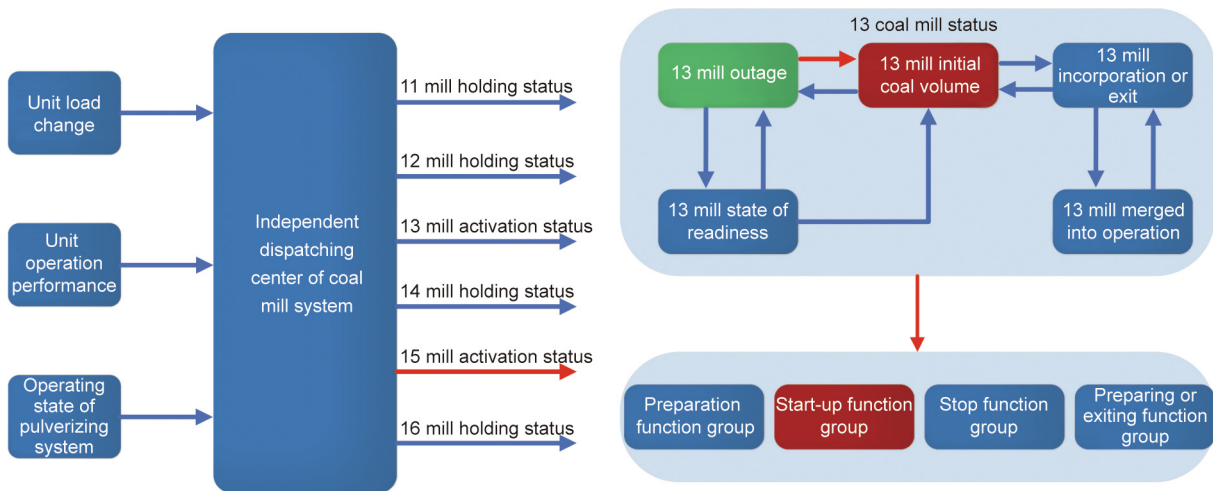 Unit load
change
Unit
operation
performance
Operating
state of
pulverizing
system
Independent
dispatching
center of coal
mill system
11 mill holding status
12 mill holding status
13 mill activation status
14 mill holding status
15 mill activation status
16 mill holding status
13 coal mill status
13 mill outage
13 mill initial
coal volume
13 mill
incorporation or
exit
13 mill state of
readiness
13 mill merged
into operation
Preparation
function group
Start-up function
group
Stop function
group
Preparing or
exiting function
group